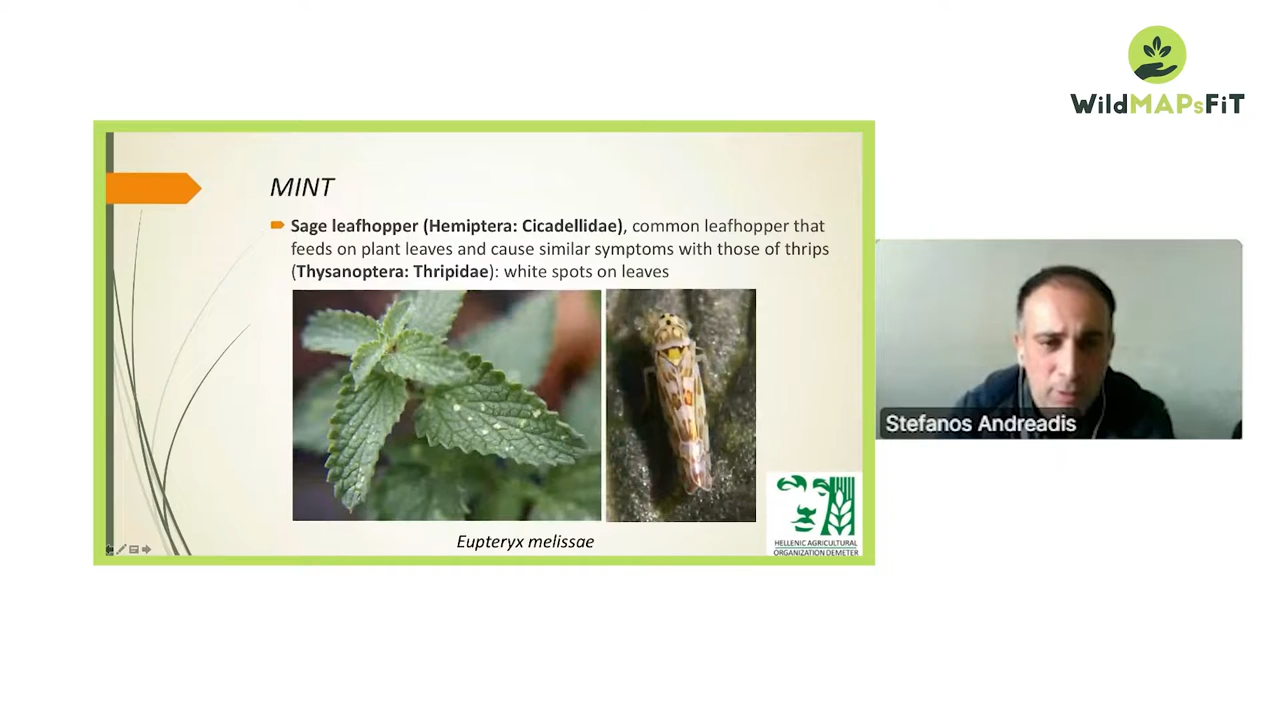 WildMAPsFiT
MINT
Sage leafhopper (Hemiptera: Cicadellidae), common leafhopper that
feeds on plant leaves and cause similar symptoms with those of thrips
(Thysanoptera: Thripidae): white spots on leaves
Stefanos Andreadis
Eupteryx melissae
HELLENIC AGRICULTURAL
ORGANIZATION DEMETER